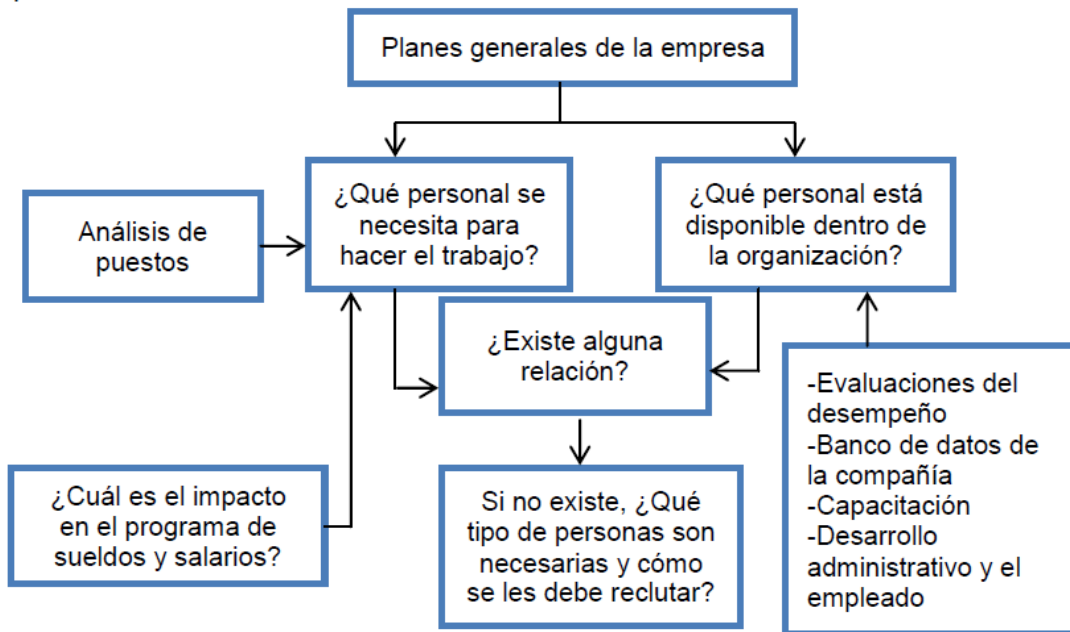 Planes generales de la empresa
¿Qué personal se
necesita para
hacer el trabajo?
¿Qué personal está
disponible dentro de
la organización?
Análisis de
puestos
¿Existe alguna
relación?
-Evaluaciones del
desempeño
-Banco de datos de
la compañía
-Capacitación
-Desarrollo
administrativo y el
empleado
¿Cuál es el impacto
en el programa de
sueldos y salarios?
Si no existe, ¿Qué
tipo de personas son
necesarias y cómo
se les debe reclutar?